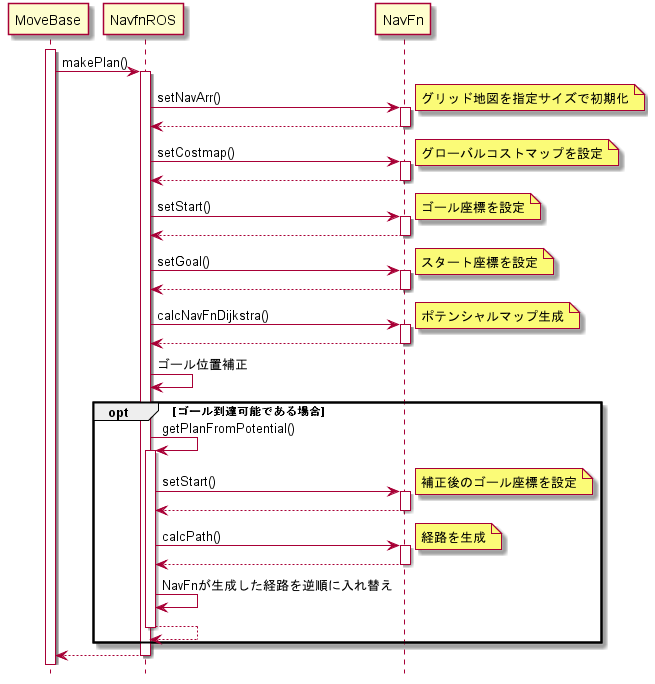 MoveBase
NavfnROS
NavFn
makePlan()
setNavArr()
グリッド地図を指定サイズで初期化
setCostmap()
グローバルコストマップを設定
setStart()
ゴール座標を設定
setGoal()
スタート座標を設定
calcNavFnDijkstra()
ポテンシャルマップ生成
ゴール位置補正
opt
[ゴール到達可能である場合]
getPlanFromPotential()
setStart()
補正後のゴール座標を設定
calcPath()
経路を生成
NavFnが生成した経路を逆順に入れ替え